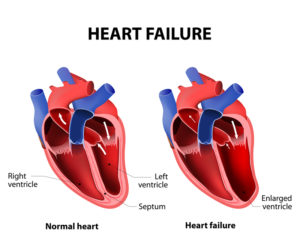 HEART FAILURE
Right
ventricle
Left
ventricle
Septum
Enlarged
ventricle
Normal heart
Heart failure